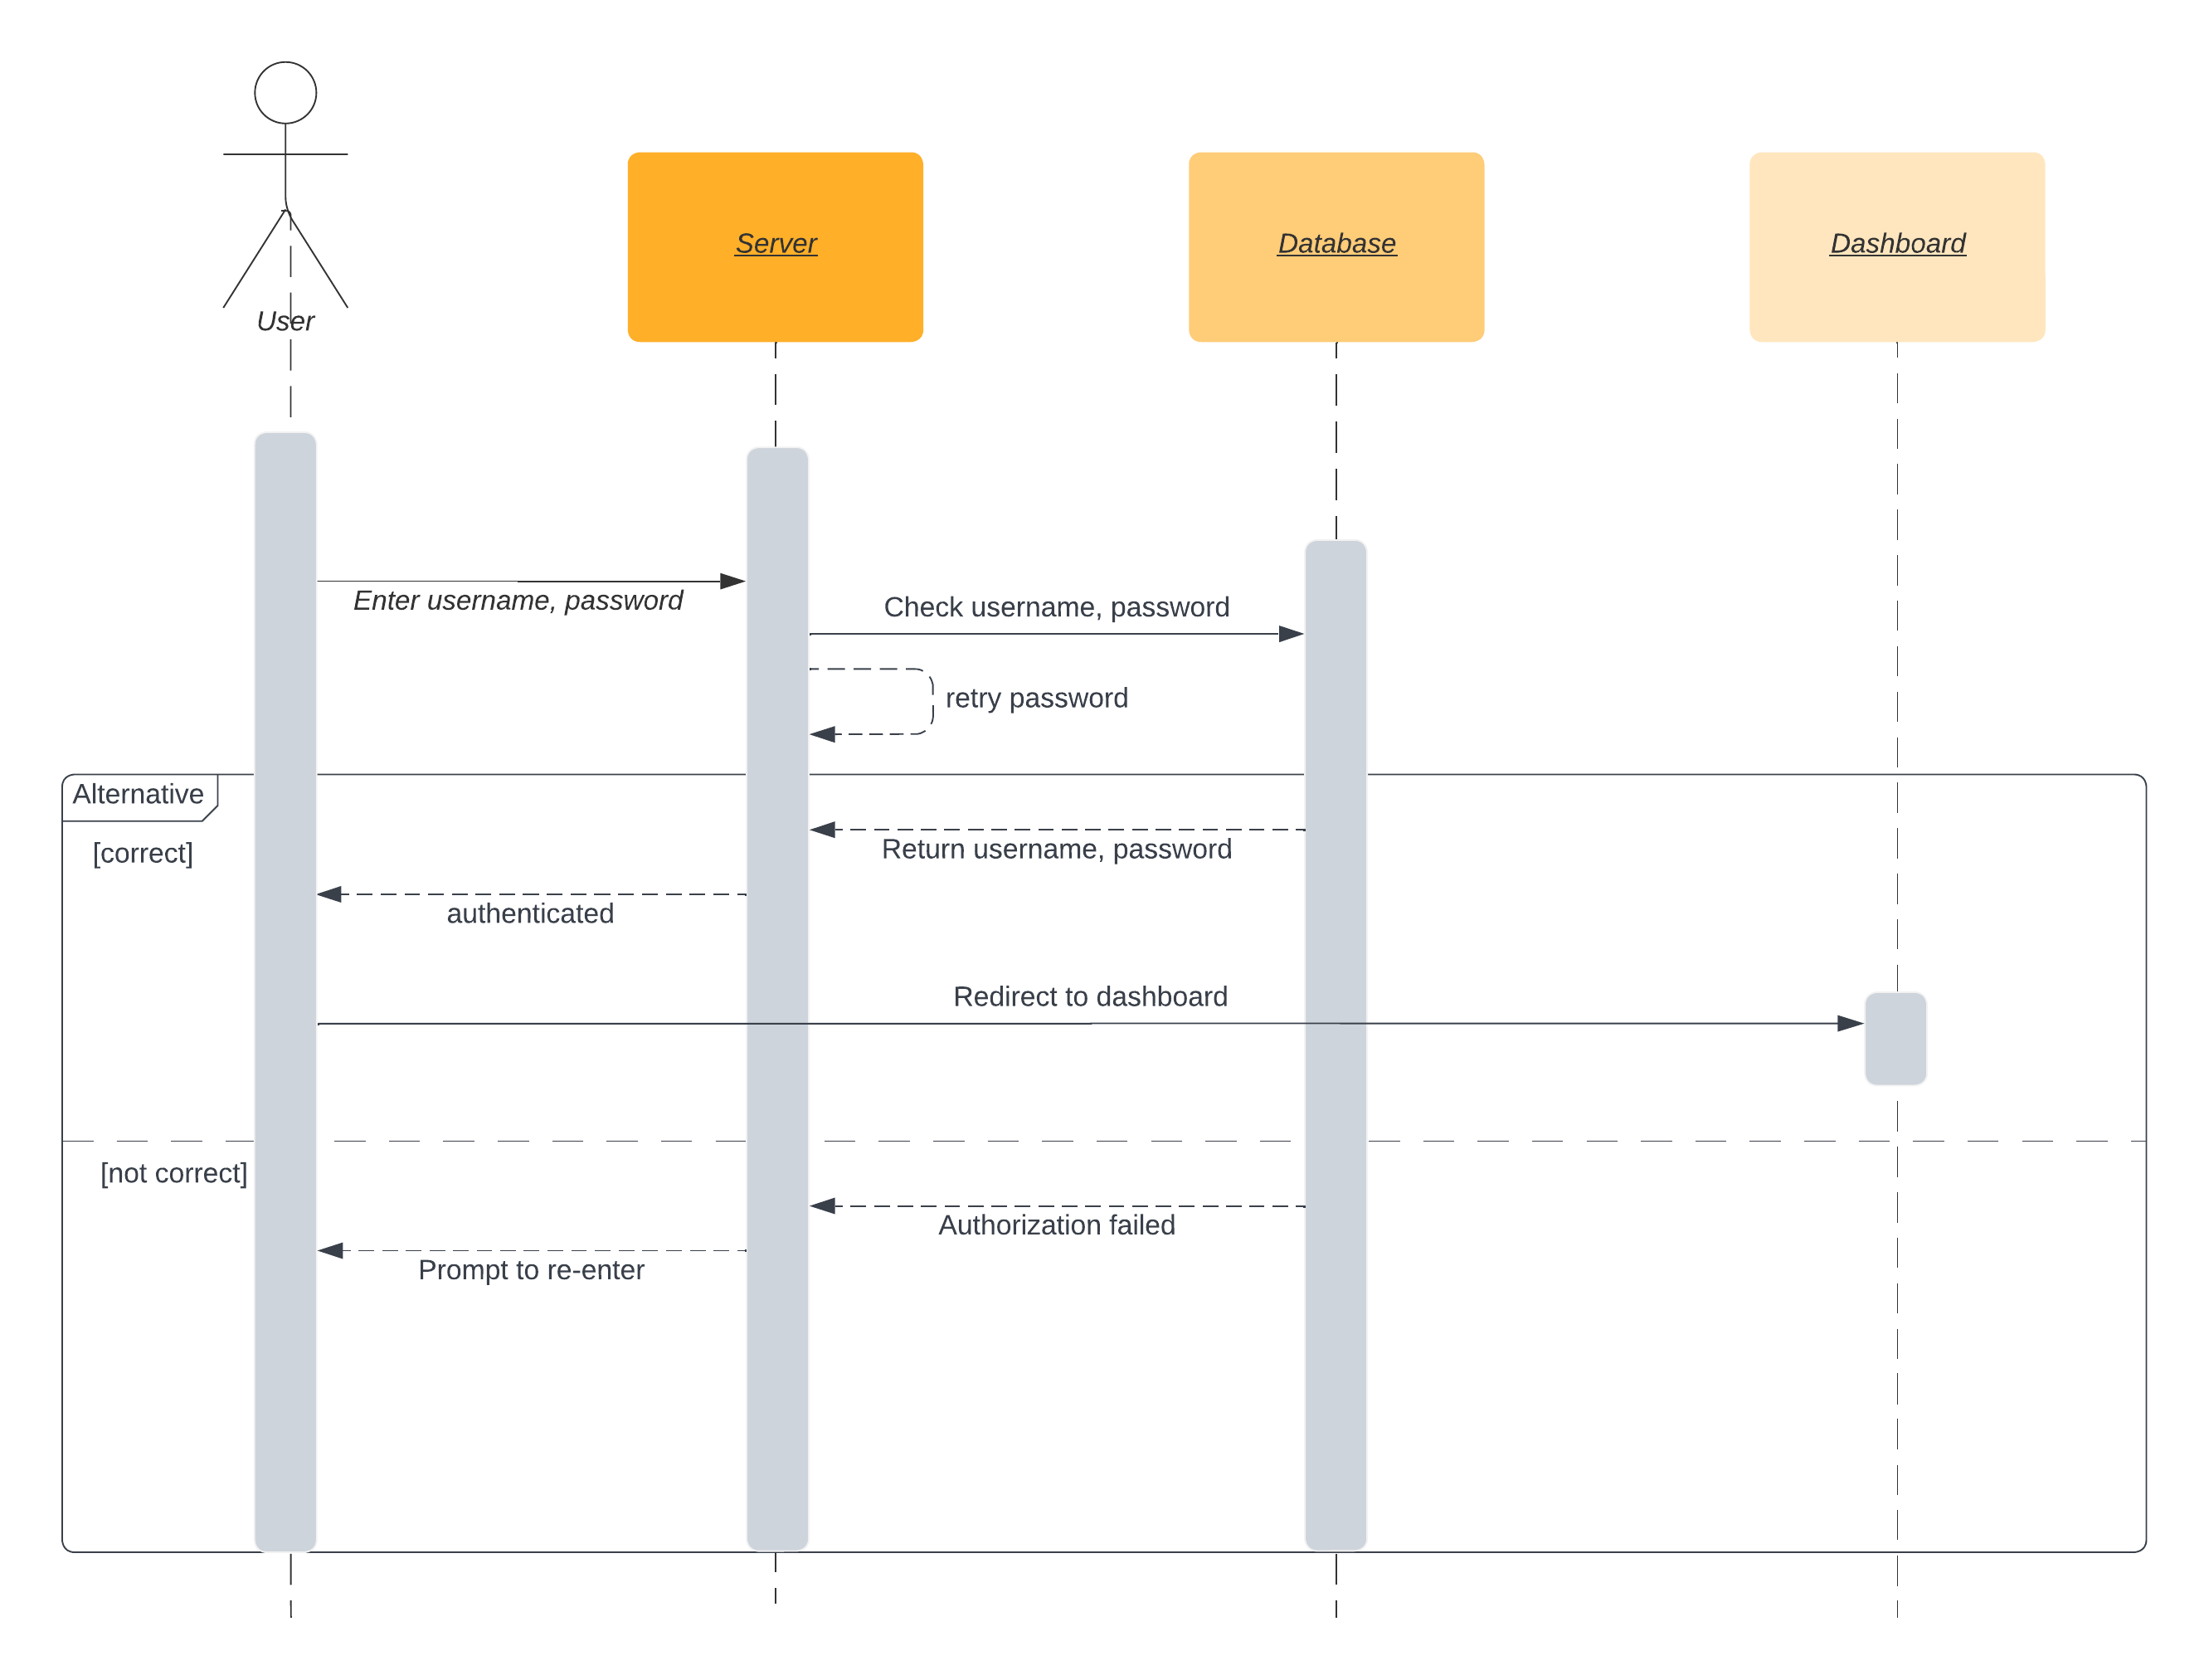 User
Server
Database
Dashboard
Enter username, password
Check username, password
retry password
Alternative
[correct]
Return username, password
authenticated
Redirect to dashboard
[not correct]
Authorization failed
Prompt to re-enter